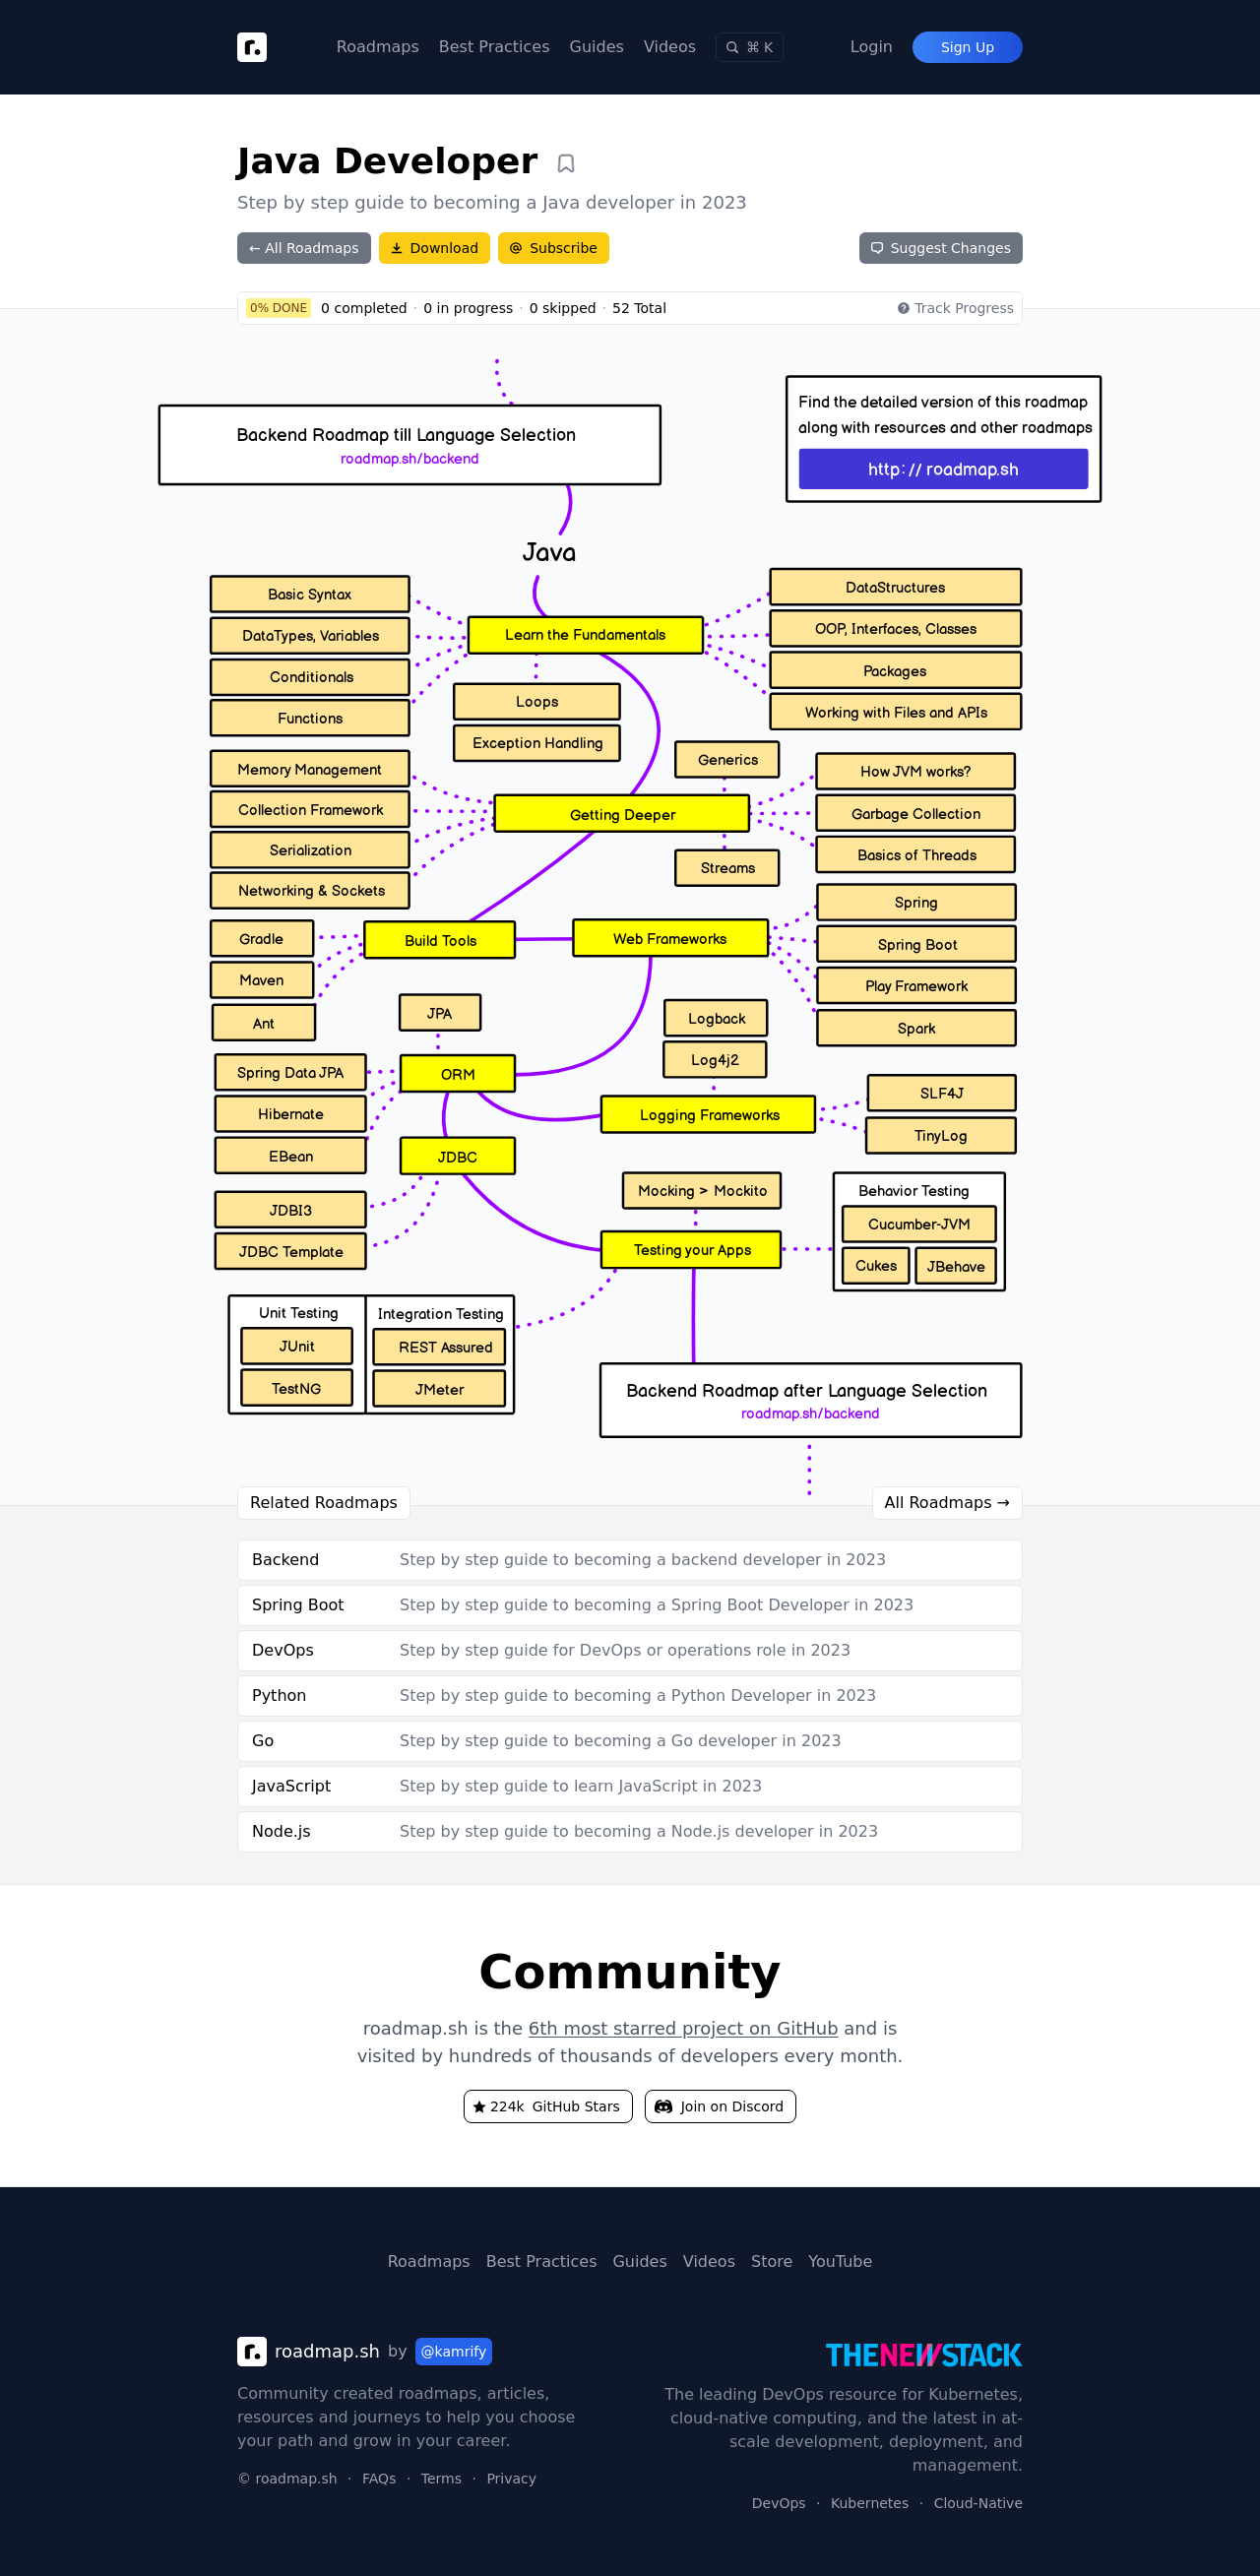 r.
Roadmaps Best Practices Guides Videos ⌘ K Login Sign Up
Java Developer
Step by step guide to becoming a Java developer in 2023
← All Roadmaps Download Subscribe Suggest Changes
0% DONE 0 completed · 0 in progress · 0 skipped · 52 Total Track Progress
Find the detailed version of this roadmap
along with resources and other roadmaps
http://roadmap.sh
Backend Roadmap till Language Selection
roadmap.sh/backend
Java
Learn the Fundamentals
Basic Syntax
DataTypes, Variables
Conditionals
Functions
Loops
Exception Handling
DataStructures
OOP, Interfaces, Classes
Packages
Working with Files and APIs
Getting Deeper
Memory Management
Collection Framework
Serialization
Networking & Sockets
Generics
Streams
How JVM works?
Garbage Collection
Basics of Threads
Build Tools
Gradle
Maven
Ant
Web Frameworks
Spring
Spring Boot
Play Framework
Spark
ORM
JPA
Spring Data JPA
Hibernate
EBean
Logging Frameworks
Logback
Log4j2
SLF4J
TinyLog
JDBC
JDBI3
JDBC Template
Testing your Apps
Mocking > Mockito
Behavior Testing
Cucumber-JVM
Cukes
JBehave
Unit Testing
JUnit
TestNG
Integration Testing
REST Assured
JMeter
Backend Roadmap after Language Selection
roadmap.sh/backend
Related Roadmaps All Roadmaps →
Backend Step by step guide to becoming a backend developer in 2023
Spring Boot Step by step guide to becoming a Spring Boot Developer in 2023
DevOps Step by step guide for DevOps or operations role in 2023
Python Step by step guide to becoming a Python Developer in 2023
Go Step by step guide to becoming a Go developer in 2023
JavaScript Step by step guide to learn JavaScript in 2023
Node.js Step by step guide to becoming a Node.js developer in 2023
Community
roadmap.sh is the 6th most starred project on GitHub and is
visited by hundreds of thousands of developers every month.
224k GitHub Stars Join on Discord
Roadmaps Best Practices Guides Videos Store YouTube
r. roadmap.sh by @kamrify
Community created roadmaps, articles,
resources and journeys to help you choose
your path and grow in your career.
© roadmap.sh · FAQs · Terms · Privacy
THENEWSTACK
The leading DevOps resource for Kubernetes,
cloud-native computing, and the latest in at-
scale development, deployment, and
management.
DevOps · Kubernetes · Cloud-Native